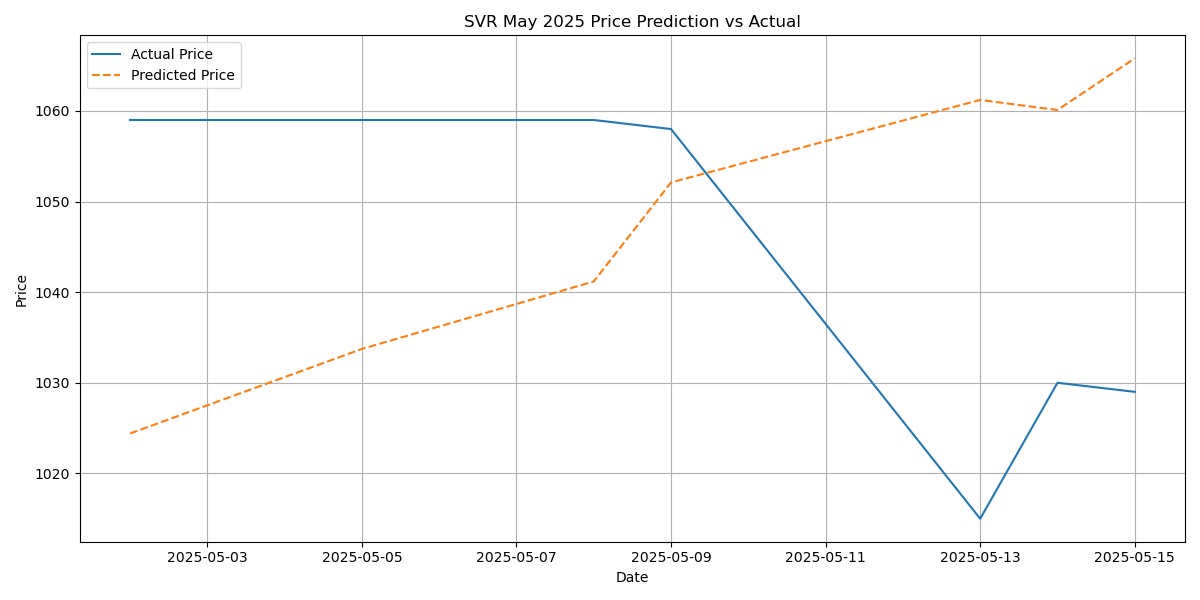 SVR May 2025 Price Prediction vs Actual
Actual Price
Predicted Price
Price
1060
1050
1040
1030
1020
2025-05-03
2025-05-05
2025-05-07
2025-05-09
2025-05-11
2025-05-13
2025-05-15
Date